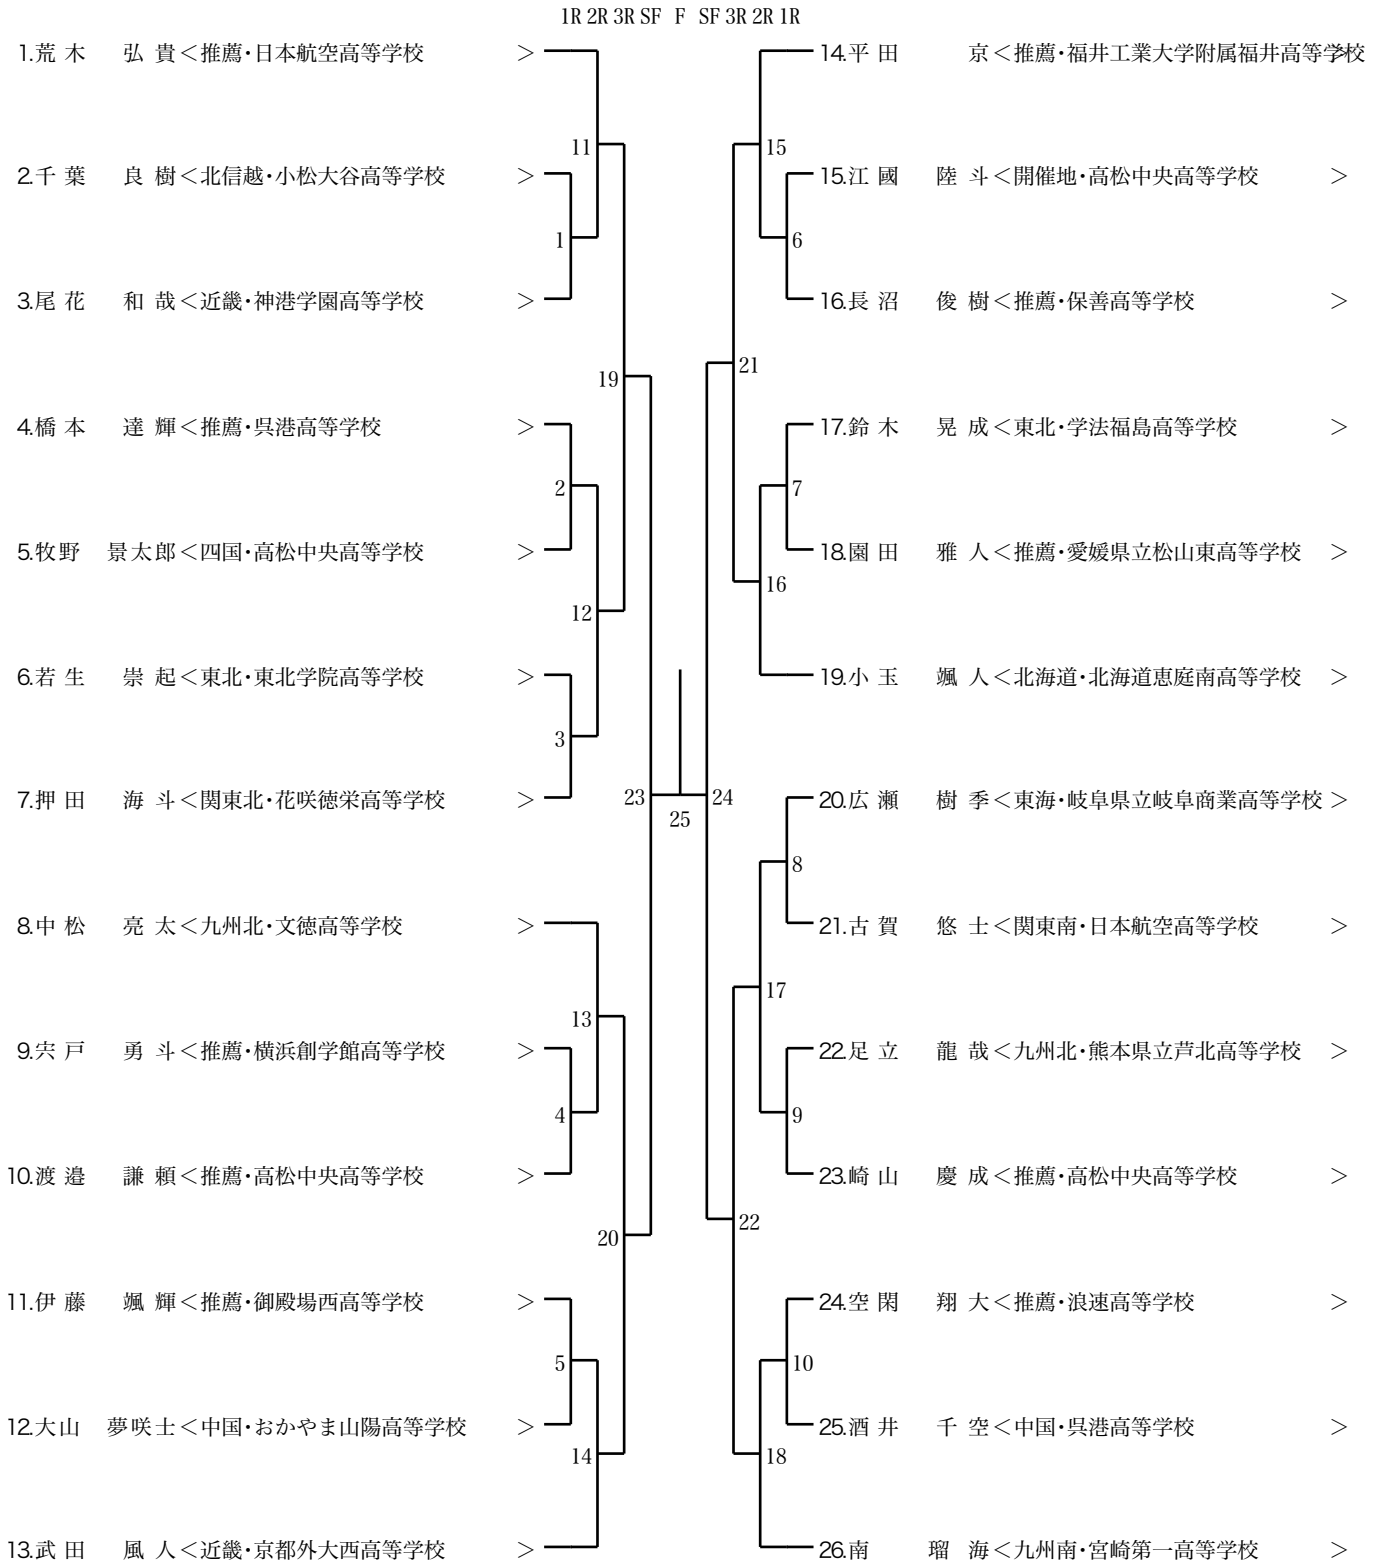 1R 2R 3R SF F SF 3R 2R 1R
1.荒木 弘貴＜推薦・日本航空高等学校 ＞
2.千葉 良樹＜北信越・小松大谷高等学校 ＞
3.尾花 和哉＜近畿・神港学園高等学校 ＞
4.橋本 達輝＜推薦・呉港高等学校 ＞
5.牧野 景太郎＜四国・高松中央高等学校 ＞
6.若生 崇起＜東北・東北学院高等学校 ＞
7.押田 海斗＜関東北・花咲徳栄高等学校 ＞
8.中松 亮太＜九州北・文徳高等学校 ＞
9.宍戸 勇斗＜推薦・横浜創学館高等学校 ＞
10.渡邉 謙頼＜推薦・高松中央高等学校 ＞
11.伊藤 颯輝＜推薦・御殿場西高等学校 ＞
12.大山 夢咲士＜中国・おかやま山陽高等学校 ＞
13.武田 風人＜近畿・京都外大西高等学校 ＞
11
1
19
2
12
3
23
25
24
13
4
20
5
14
15
6
21
7
16
8
17
9
22
10
18
14.平田 京＜推薦・福井工業大学附属福井高等学校＞
15.江國 陸斗＜開催地・高松中央高等学校 ＞
16.長沼 俊樹＜推薦・保善高等学校 ＞
17.鈴木 晃成＜東北・学法福島高等学校 ＞
18.園田 雅人＜推薦・愛媛県立松山東高等学校 ＞
19.小玉 颯人＜北海道・北海道恵庭南高等学校 ＞
20.広瀬 樹季＜東海・岐阜県立岐阜商業高等学校＞
21.古賀 悠士＜関東南・日本航空高等学校 ＞
22.足立 龍哉＜九州北・熊本県立芦北高等学校 ＞
23.崎山 慶成＜推薦・高松中央高等学校 ＞
24.空閑 翔大＜推薦・浪速高等学校 ＞
25.酒井 千空＜中国・呉港高等学校 ＞
26.南 瑠海＜九州南・宮崎第一高等学校 ＞